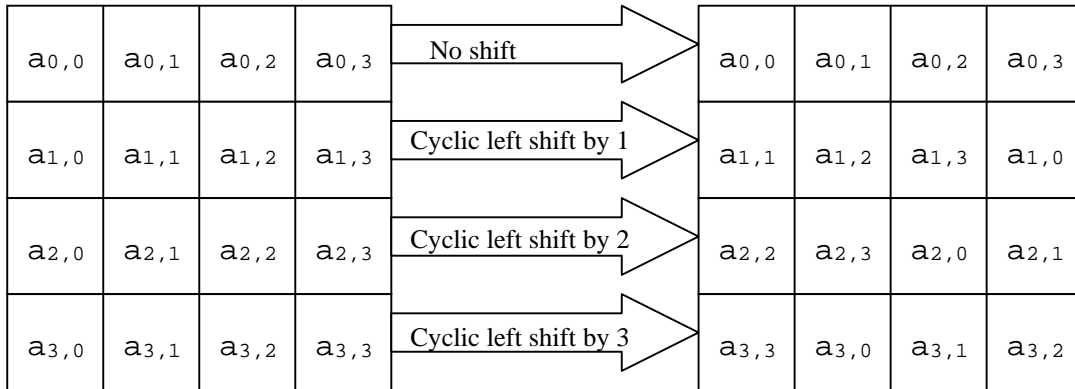 a0,0 a0,1 a0,2 a0,3 No shift a0,0 a0,1 a0,2 a0,3
a1,0 a1,1 a1,2 a1,3 Cyclic left shift by 1 a1,1 a1,2 a1,3 a1,0
a2,0 a2,1 a2,2 a2,3 Cyclic left shift by 2 a2,2 a2,3 a2,0 a2,1
a3,0 a3,1 a3,2 a3,3 Cyclic left shift by 3 a3,3 a3,0 a3,1 a3,2